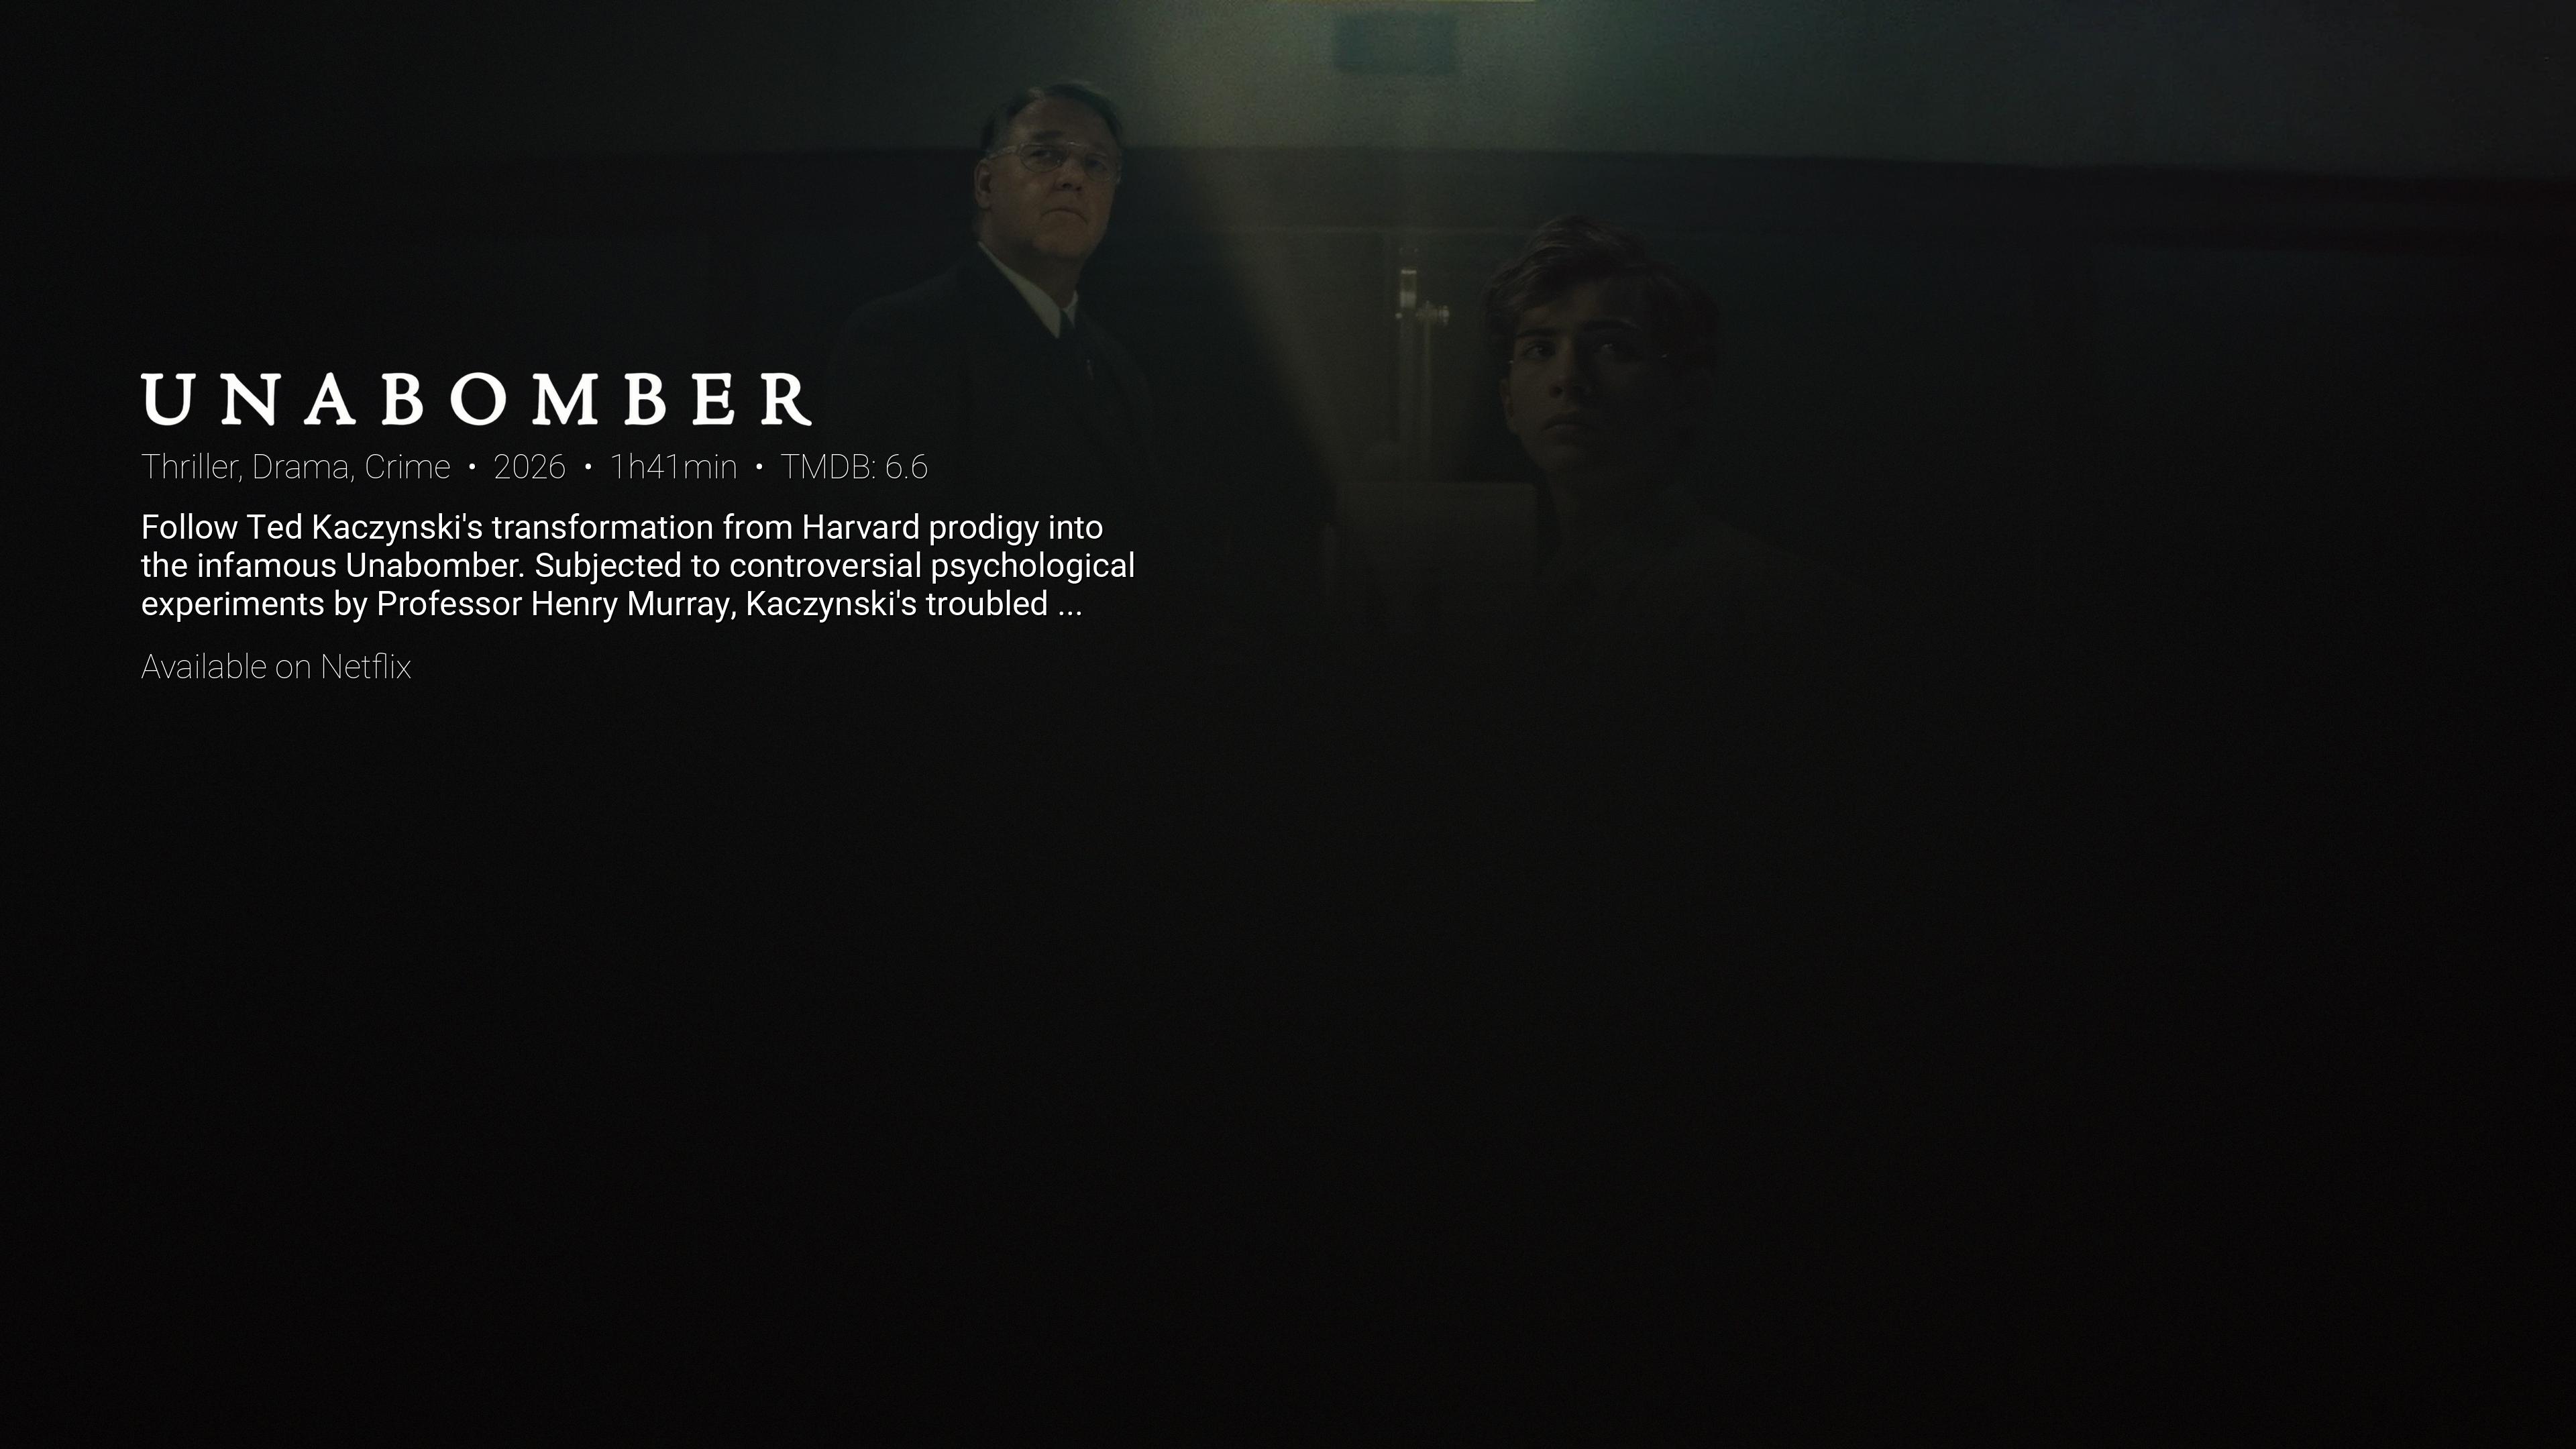 UNABOMBER
Thriller, Drama, Crime • 2026 • 1h41min • TMDB: 6.6
Follow Ted Kaczynski's transformation from Harvard prodigy into
the infamous Unabomber. Subjected to controversial psychological
experiments by Professor Henry Murray, Kaczynski's troubled ...
Available on Netflix